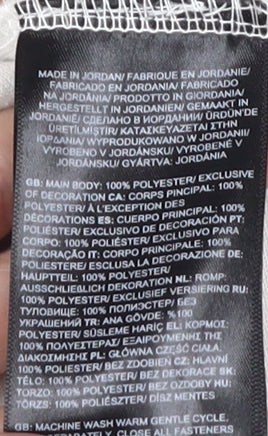 MADE IN JORDAN/ FABRIQUE EN JORDANIE/
FABRICADO EN JORDANIA/ FABRICADO
NA JORDÂNIA/ PRODOTTO IN GIORDANIA/
HERGESTELLT IN JORDANIEN/ GEMAAKT IN
JORDANIË/ СДЕЛАНО В ИОРДАНИИ/ ÜRDÜN'DE
ÜRETİLMİŞTİR/ ΚΑΤΑΣΚΕΥΑΖΕΤΑΙ ΣΤΗΝ
ΙΟΡΔΑΝΙΑ/ WYPRODUKOWANO W JORDANII/
VYROBENO V JORDÁNSKU/ VYROBENÉ V
JORDÁNSKU/ GYÁRTVA: JORDÁNIA
GB: MAIN BODY: 100% POLYESTER/ EXCLUSIVE
OF DECORATION CA: CORPS PRINCIPAL: 100%
POLYESTER/ À L'EXCEPTION DES
DÉCORATIONS ES: CUERPO PRINCIPAL: 100%
POLIÉSTER/ EXCLUSIVO DE DECORACIÓN PT:
CORPO: 100% POLIÉSTER/ EXCLUSIVO PARA
DECORAÇÃO IT: CORPO PRINCIPALE: 100%
POLIESTERE/ ESCLUSA LA DECORAZIONE DE:
HAUPTTEIL: 100% POLYESTER/
AUSSCHLIEßLICH DEKORATION NL: ROMP:
100% POLYESTER/ EXCLUSIEF VERSIERING RU:
ТУЛОВИЩЕ: 100% ПОЛИЭСТЕР/ БЕЗ
УКРАШЕНИЙ TR: ANA GÖVDE: %100
POLYESTER/ SÜSLEME HARİÇ EL: ΚΟΡΜΟΣ:
100% ΠΟΛΥΕΣΤΕΡΑΣ/ ΕΞΑΙΡΟΥΜΕΝΗΣ ΤΗΣ
ΔΙΑΚΟΣΜΗΣΗΣ PL: GŁÓWNA CZĘŚĆ CIAŁA:
100% POLIESTER/ BEZ OZDÓB CZ: HLAVNÍ
TĚLO: 100% POLYESTER/ BEZ DEKORACE SK:
TORZO: 100% POLYESTER/ BEZ OZDOBY HU:
TÖRZS: 100% POLIÉSZTER/ DÍSZ MENTES
GB: MACHINE WASH WARM GENTLE CYCLE,
SEPARATELY, CLOSE ALL FASTENERS